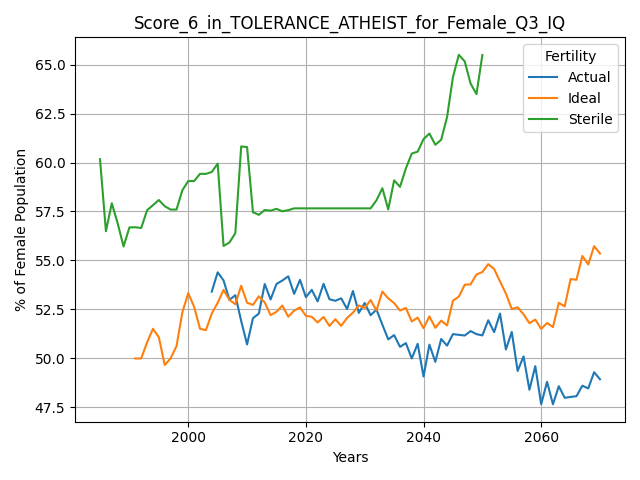 Score_6_in_TOLERANCE_ATHEIST_for_Female_Q3_IQ
Fertility
Actual
Ideal
Sterile
% of Female Population
65.0
62.5
60.0
57.5
55.0
52.5
50.0
47.5
2000
2020
2040
2060
Years